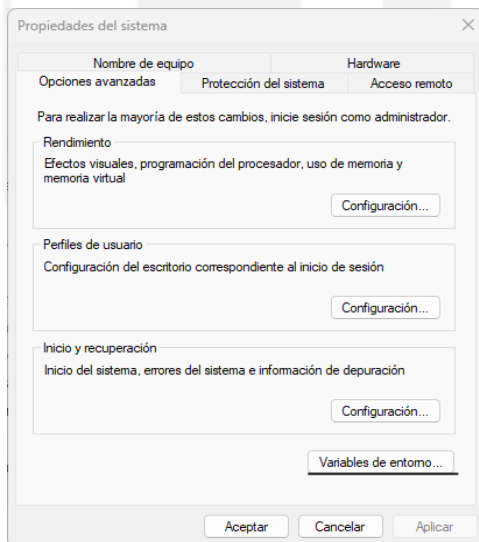 Propiedades del sistema
Nombre de equipo
Hardware
Opciones avanzadas
Protección del sistema
Acceso remoto
Para realizar la mayoría de estos cambios, inicie sesión como administrador.
Rendimiento
Efectos visuales, programación del procesador, uso de memoria y
memoria virtual
Configuración...
Perfiles de usuario
Configuración del escritorio correspondiente al inicio de sesión
Configuración...
Inicio y recuperación
Inicio del sistema, errores del sistema e información de depuración
Configuración...
Variables de entorno...
Aceptar
Cancelar
Aplicar